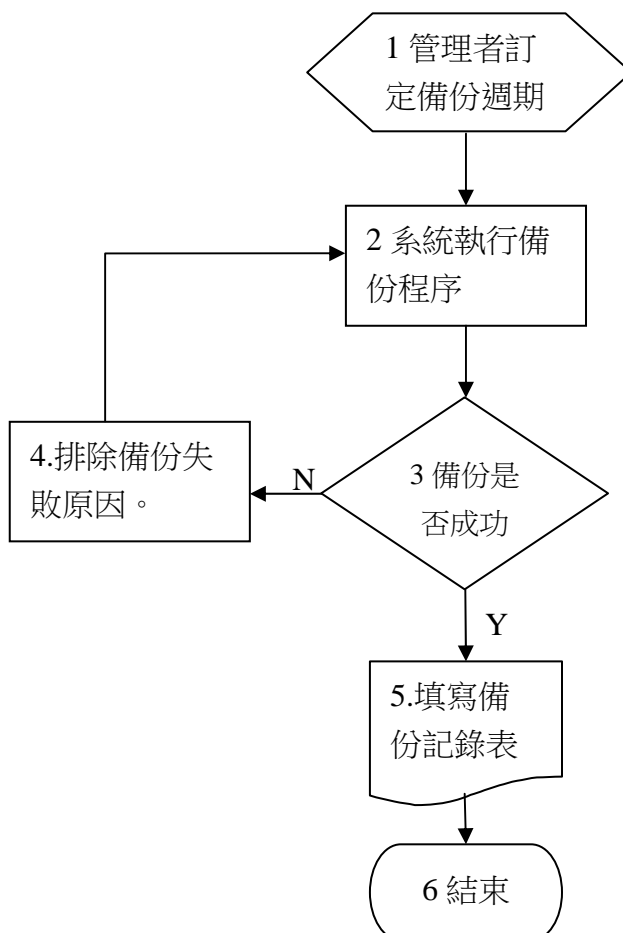 1 管理者訂
定備份週期
2 系統執行備
份程序
4.排除備份失
敗原因。
N
3 備份是
否成功
Y
5.填寫備
份記錄表
6 結束